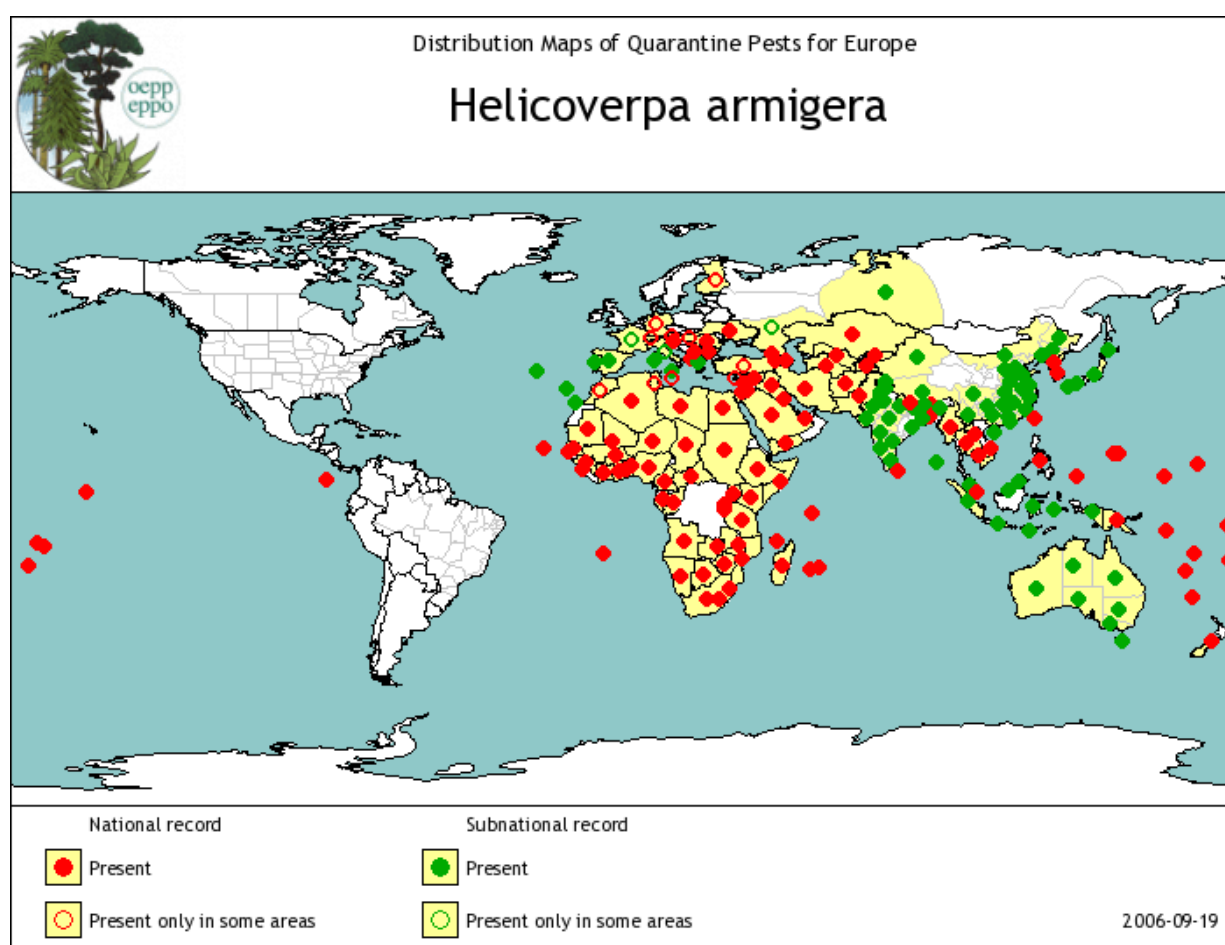 oepp
eppo
Distribution Maps of Quarantine Pests for Europe
Helicoverpa armigera
National record
Subnational record
Present
Present
Present only in some areas
Present only in some areas
2006-09-19